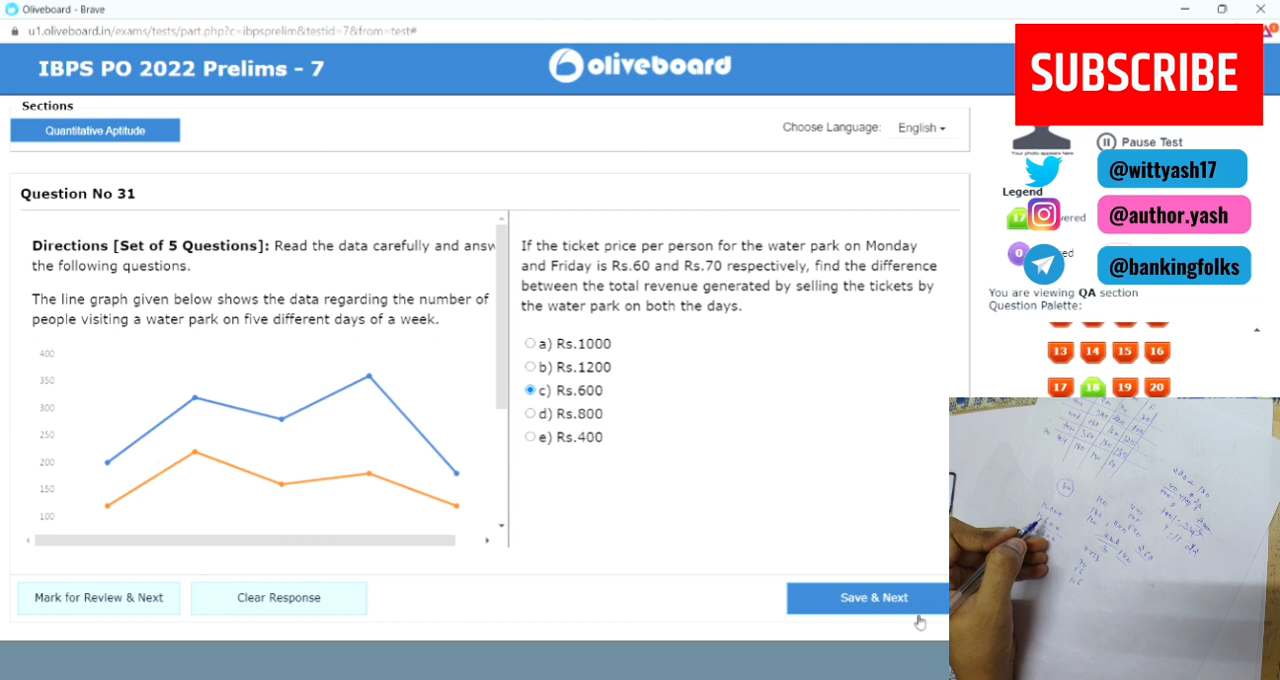 Oliveboard - Brave
u1.oliveboard.in/exams/tests/part.php?c=ibpsprelim&testid=7&from=test#
IBPS PO 2022 Prelims - 7
oliveboard
SUBSCRIBE
Sections
Quantitative Aptitude
Choose Language:
English
Your photo appears here
Pause Test
@wittyash17
Legend
17
@author.yash
0
@bankingfolks
You are viewing QA section
Question Palette:
13 14 15 16
17 18 19 20
Question No 31
Directions [Set of 5 Questions]: Read the data carefully and answ
the following questions.
The line graph given below shows the data regarding the number of
people visiting a water park on five different days of a week.
400
350
300
250
200
150
100
If the ticket price per person for the water park on Monday
and Friday is Rs.60 and Rs.70 respectively, find the difference
between the total revenue generated by selling the tickets by
the water park on both the days.
a) Rs.1000
b) Rs.1200
c) Rs.600
d) Rs.800
e) Rs.400
Mark for Review & Next
Clear Response
Save & Next